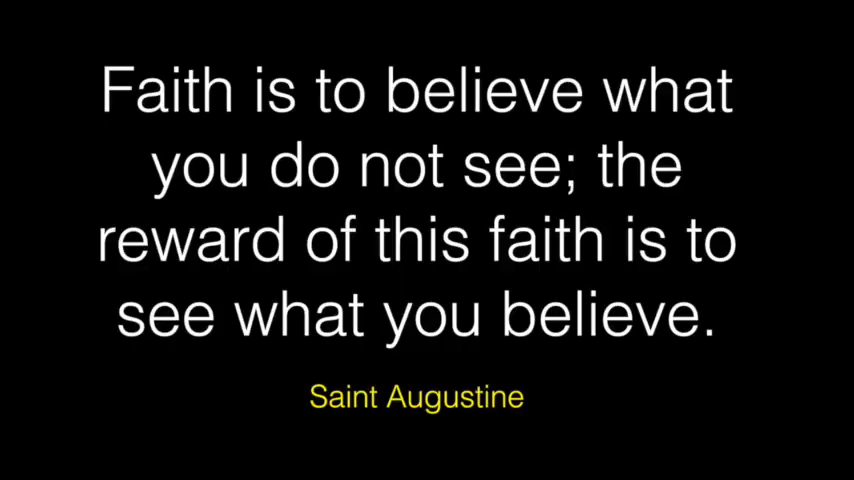 Faith is to believe what
you do not see; the
reward of this faith is to
see what you believe.
Saint Augustine